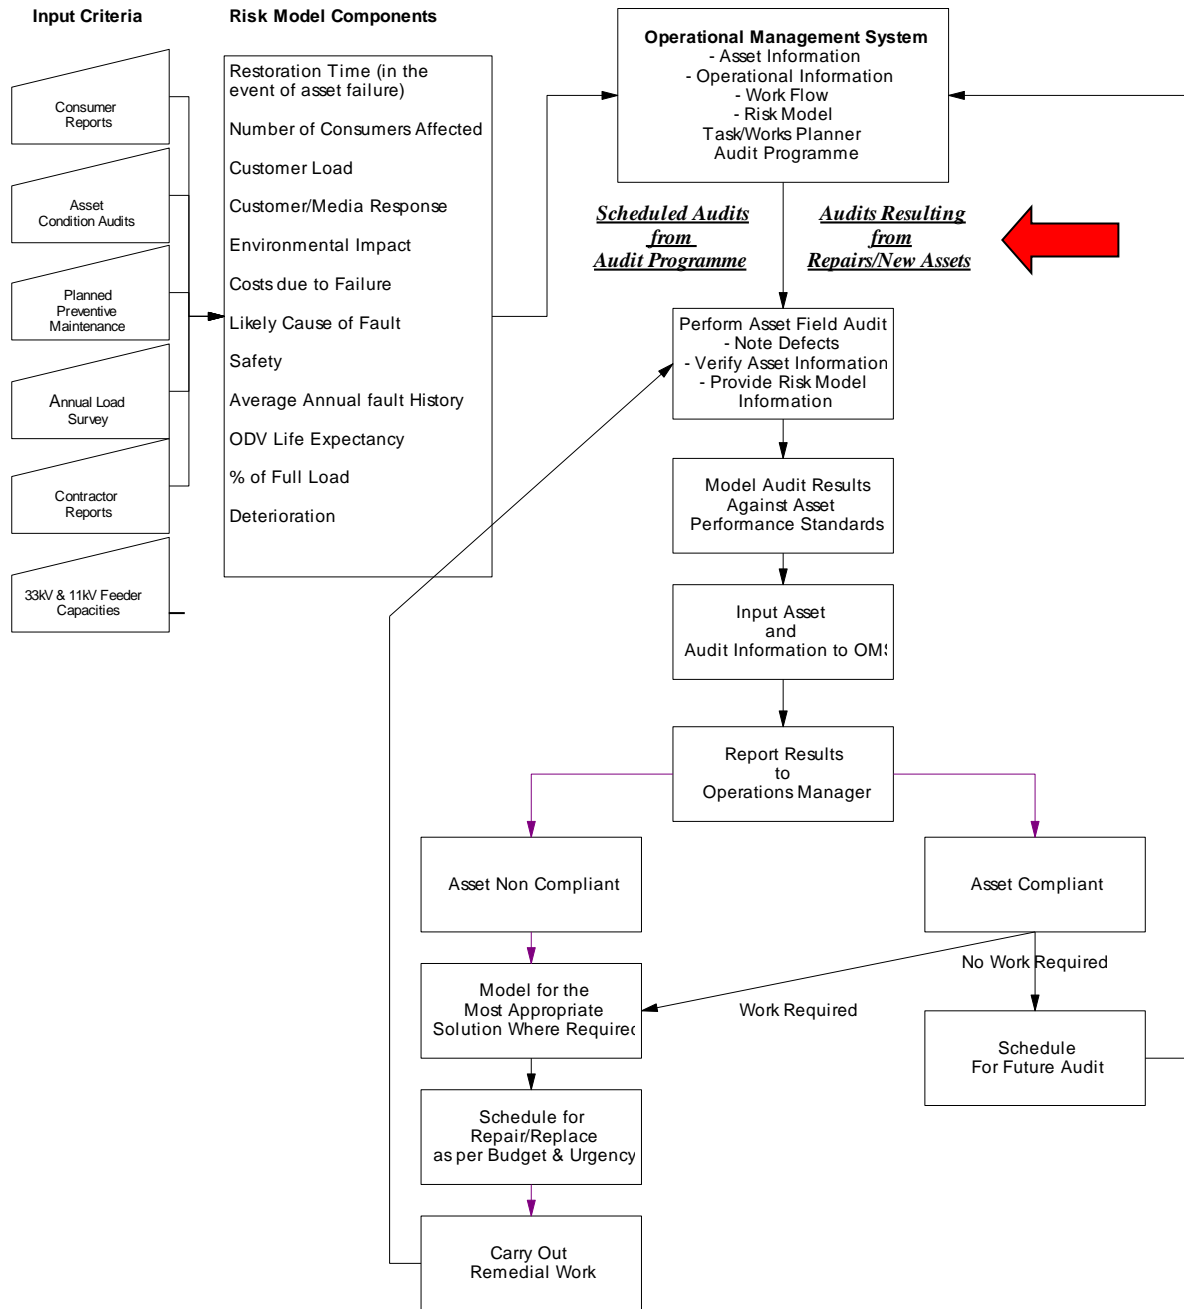 Input Criteria
Risk Model Components
Consumer
Reports
Asset
Condition Audits
Planned
Preventive
Maintenance
Annual Load
Survey
Contractor
Reports
33kV & 11kV Feeder
Capacities
Restoration Time (in the
event of asset failure)
Number of Consumers Affected
Customer Load
Customer/Media Response
Environmental Impact
Costs due to Failure
Likely Cause of Fault
Safety
Average Annual fault History
ODV Life Expectancy
% of Full Load
Deterioration
Operational Management System
- Asset Information
- Operational Information
- Work Flow
- Risk Model
Task/Works Planner
Audit Programme
Scheduled Audits
from
Audit Programme
Audits Resulting
from
Repairs/New Assets
Perform Asset Field Audit
- Note Defects
- Verify Asset Information
- Provide Risk Model
Information
Model Audit Results
Against Asset
Performance Standards
Input Asset
and
Audit Information to OMS
Report Results
to
Operations Manager
Asset Non Compliant
Asset Compliant
No Work Required
Work Required
Model for the
Most Appropriate
Solution Where Required
Schedule
For Future Audit
Schedule for
Repair/Replace
as per Budget & Urgency
Carry Out
Remedial Work